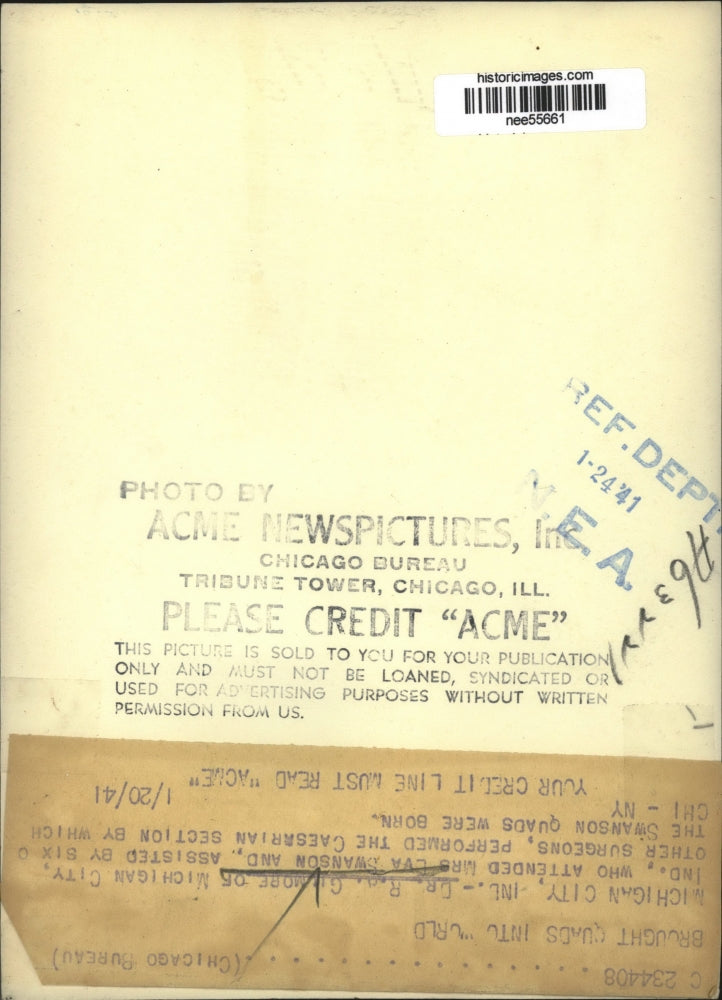 historicimages.com
nee55661
REF. DEPT
1-24'41
N.E.A.
PHOTO BY
ACME NEWSPICTURES, Inc
CHICAGO BUREAU
TRIBUNE TOWER, CHICAGO, ILL.
PLEASE CREDIT "ACME"
THIS PICTURE IS SOLD TO YOU FOR YOUR PUBLICATION
ONLY AND MUST NOT BE LOANED, SYNDICATED OR
USED FOR ADVERTISING PURPOSES WITHOUT WRITTEN
PERMISSION FROM US.
C 234408 (CHICAGO BUREAU)
BROUGHT QUADS INTO WORLD
MICHIGAN CITY, IND.--DR. R.A. GILMORE OF MICHIGAN CITY,
IND., WHO ATTENDED MRS EVA SWANSON AND, ASSISTED BY SIX O
OTHER SURGEONS, PERFORMED THE CAESARIAN SECTION BY WHICH
THE SWANSON QUADS WERE BORN.
CHI - NY
YOUR CREDIT LINE MUST READ "ACME" 1/20/41